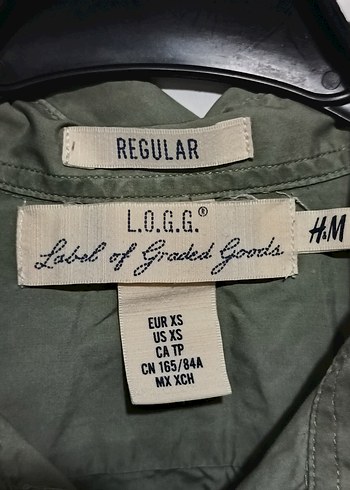 REGULAR
L.O.G.G.®
Label of Graded Goods
H&M
EUR XS
US XS
CA TP
CN 165/84A
MX XCH